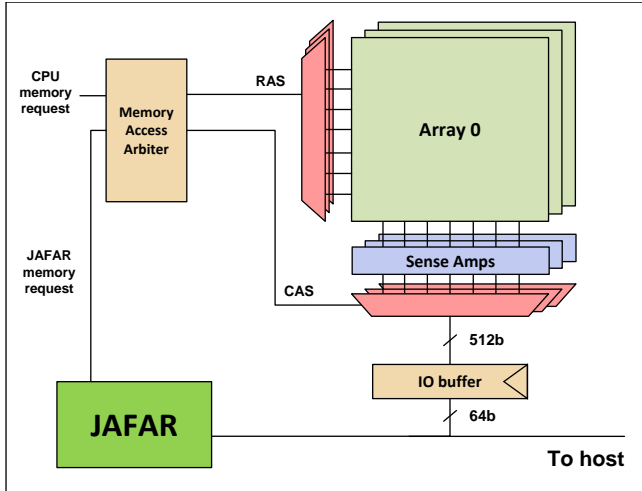 CPU
memory
request
Memory
Access
Arbiter
RAS
Array 0
JAFAR
memory
request
Sense Amps
CAS
512b
IO buffer
64b
JAFAR
To host